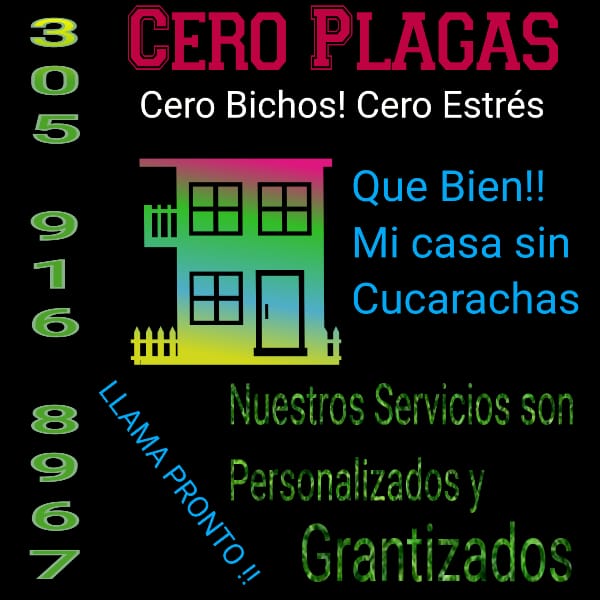 305 916 8967
CERO PLAGAS
Cero Bichos! Cero Estrés
Que Bien!!
Mi casa sin
Cucarachas
LLAMA PRONTO !!
Nuestros Servicios son
Personalizados y
Grantizados